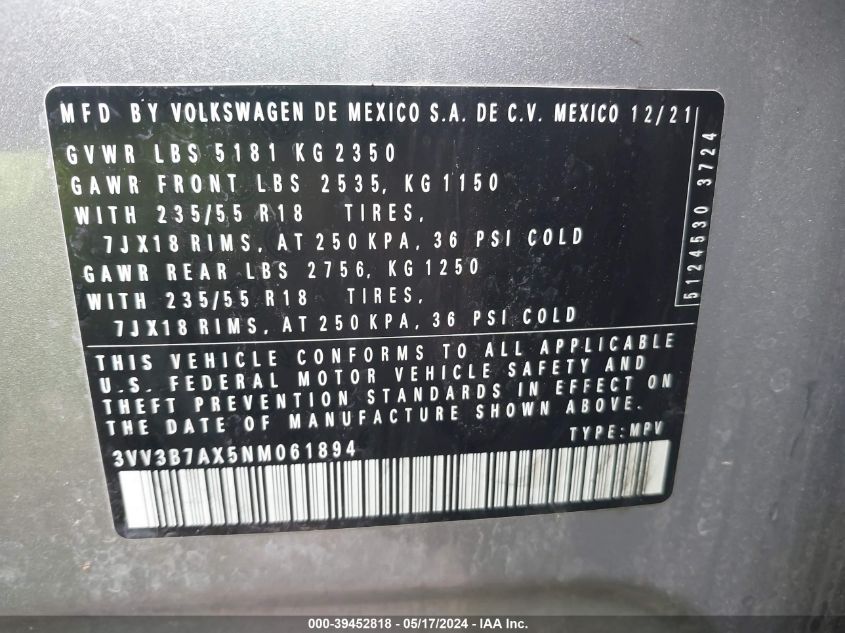 MFD BY VOLKSWAGEN DE MEXICO S.A. DE C.V. MEXICO 12/21
GVWR LBS 5181 KG 2350
GAWR FRONT LBS 2535, KG 1150
WITH 235/55 R18 TIRES,
7JX18 RIMS, AT 250 KPA, 36 PSI COLD
GAWR REAR LBS 2756, KG 1250
WITH 235/55 R18 TIRES,
7JX18 RIMS, AT 250 KPA, 36 PSI COLD
5124530 3724
THIS VEHICLE CONFORMS TO ALL APPLICABLE
U.S. FEDERAL MOTOR VEHICLE SAFETY AND
THEFT PREVENTION STANDARDS IN EFFECT ON
THE DATE OF MANUFACTURE SHOWN ABOVE.
TYPE: MPV
3VV3B7AX5NM061894
000-39452818 - 05/17/2024 - IAA Inc.